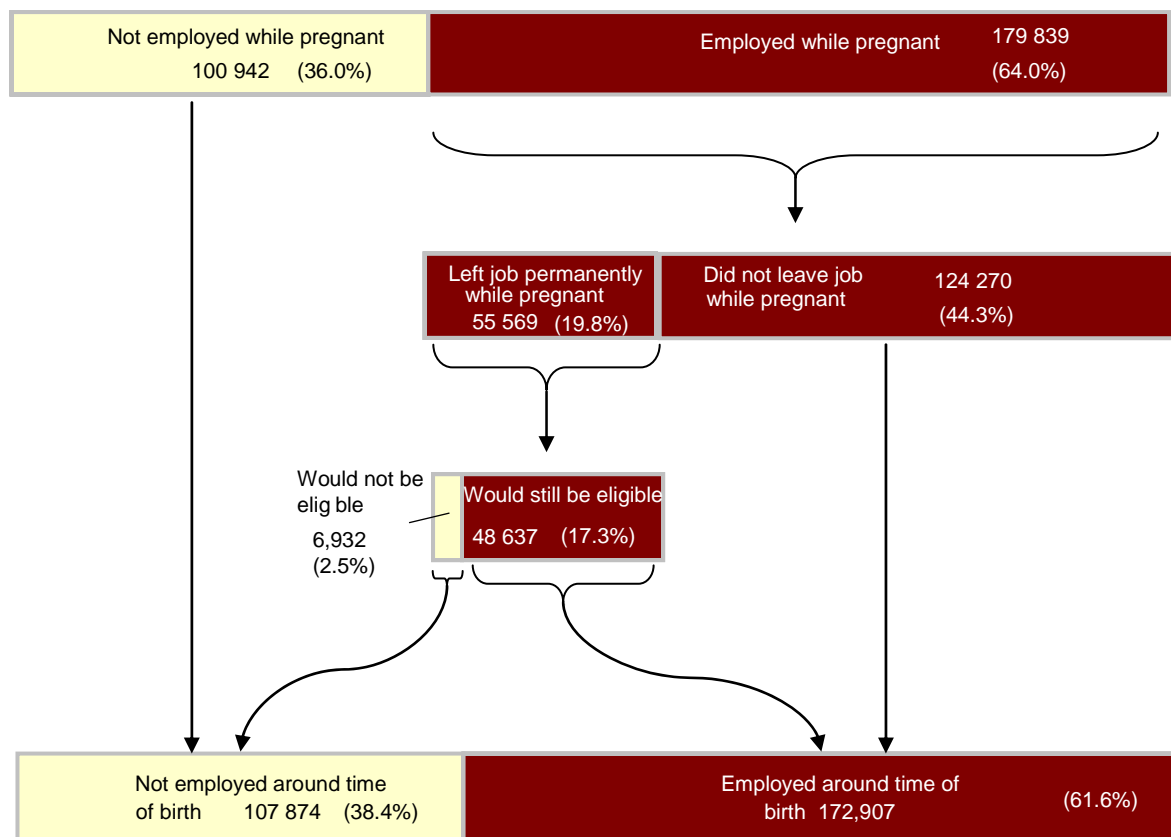 Not employed while pregnant
100 942 (36.0%)
Employed while pregnant
179 839
(64.0%)
Left job permanently
while pregnant
55 569 (19.8%)
Did not leave job
while pregnant
124 270
(44.3%)
Would not be
elig ble
6,932
(2.5%)
Would still be eligible
48 637 (17.3%)
Not employed around time
of birth 107 874 (38.4%)
Employed around time of
birth 172,907
(61.6%)